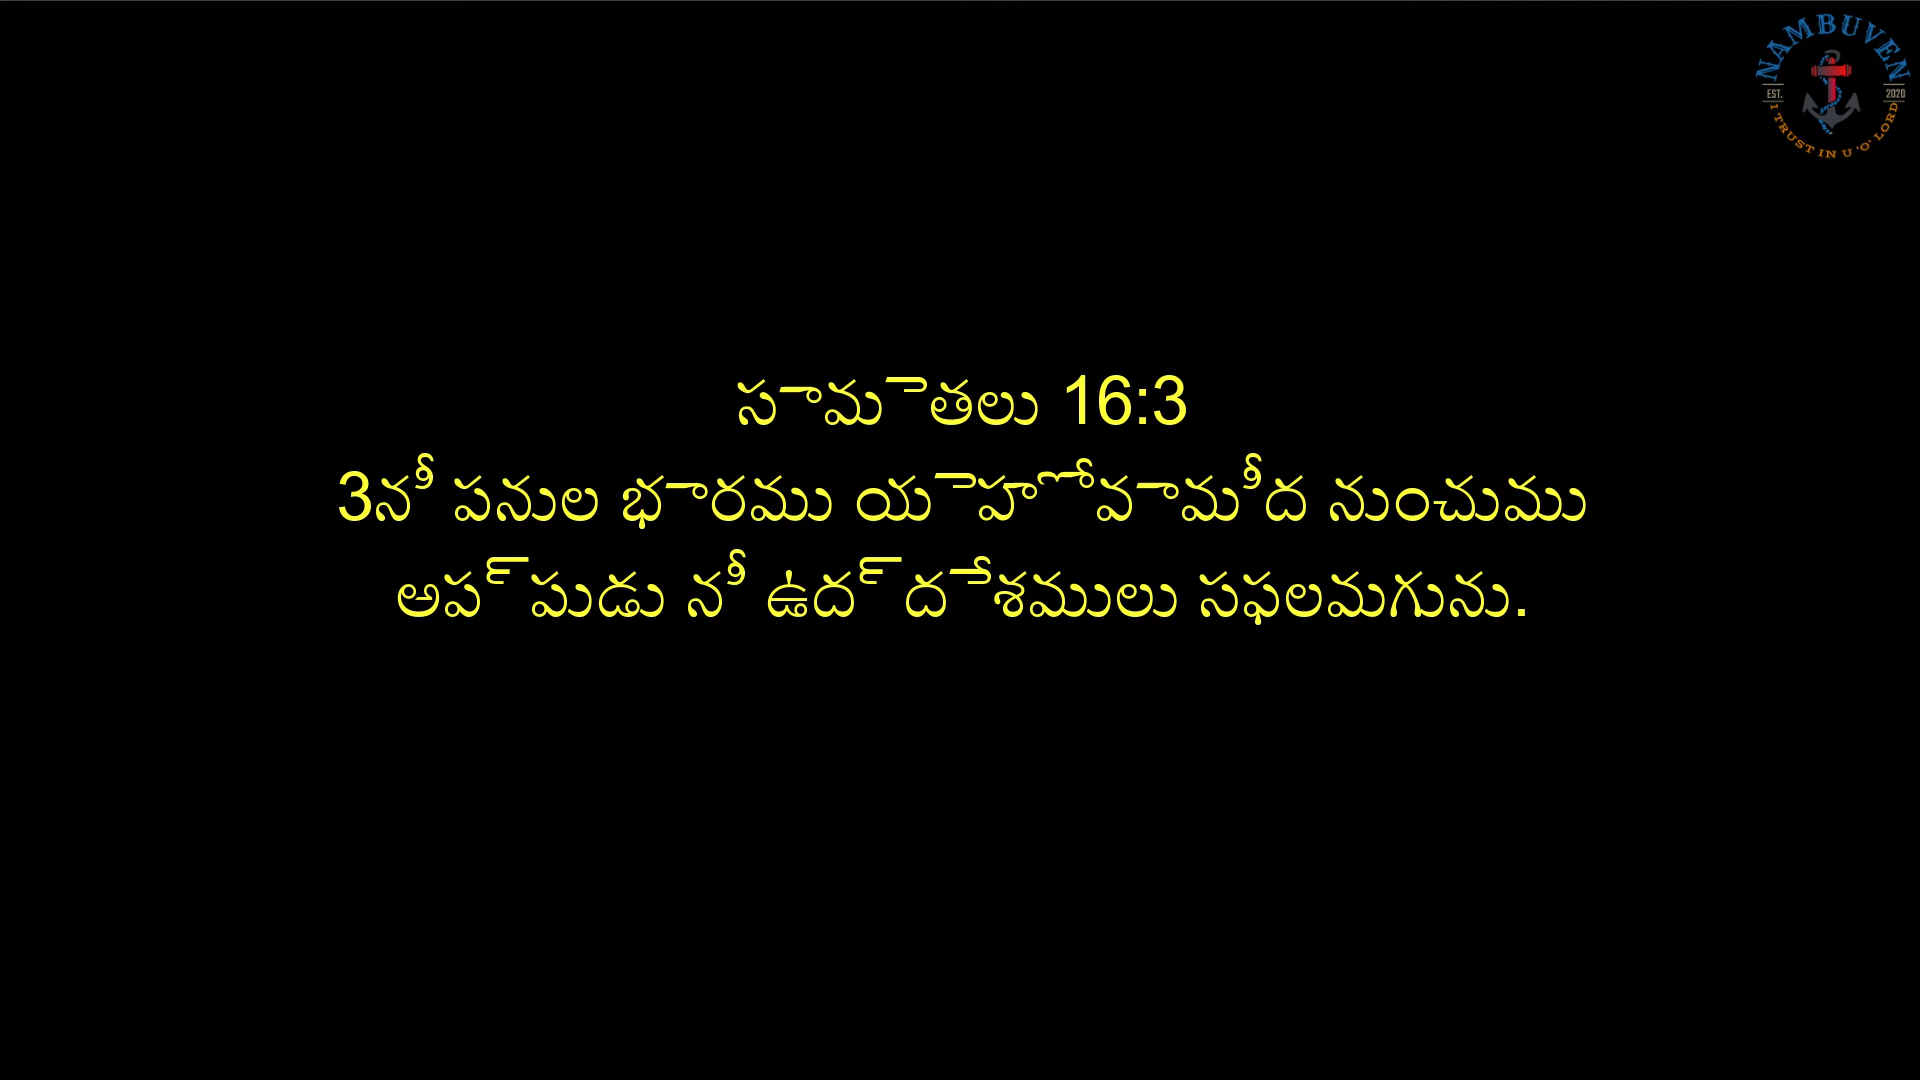 NAMBUVEN
EST. 2020
I TRUST IN U 'O' LORD
సామెతలు 16:3
3నీ పనుల భారము యెహోవామీద నుంచుము
అప్పుడు నీ ఉద్దేశములు సఫలమగును.